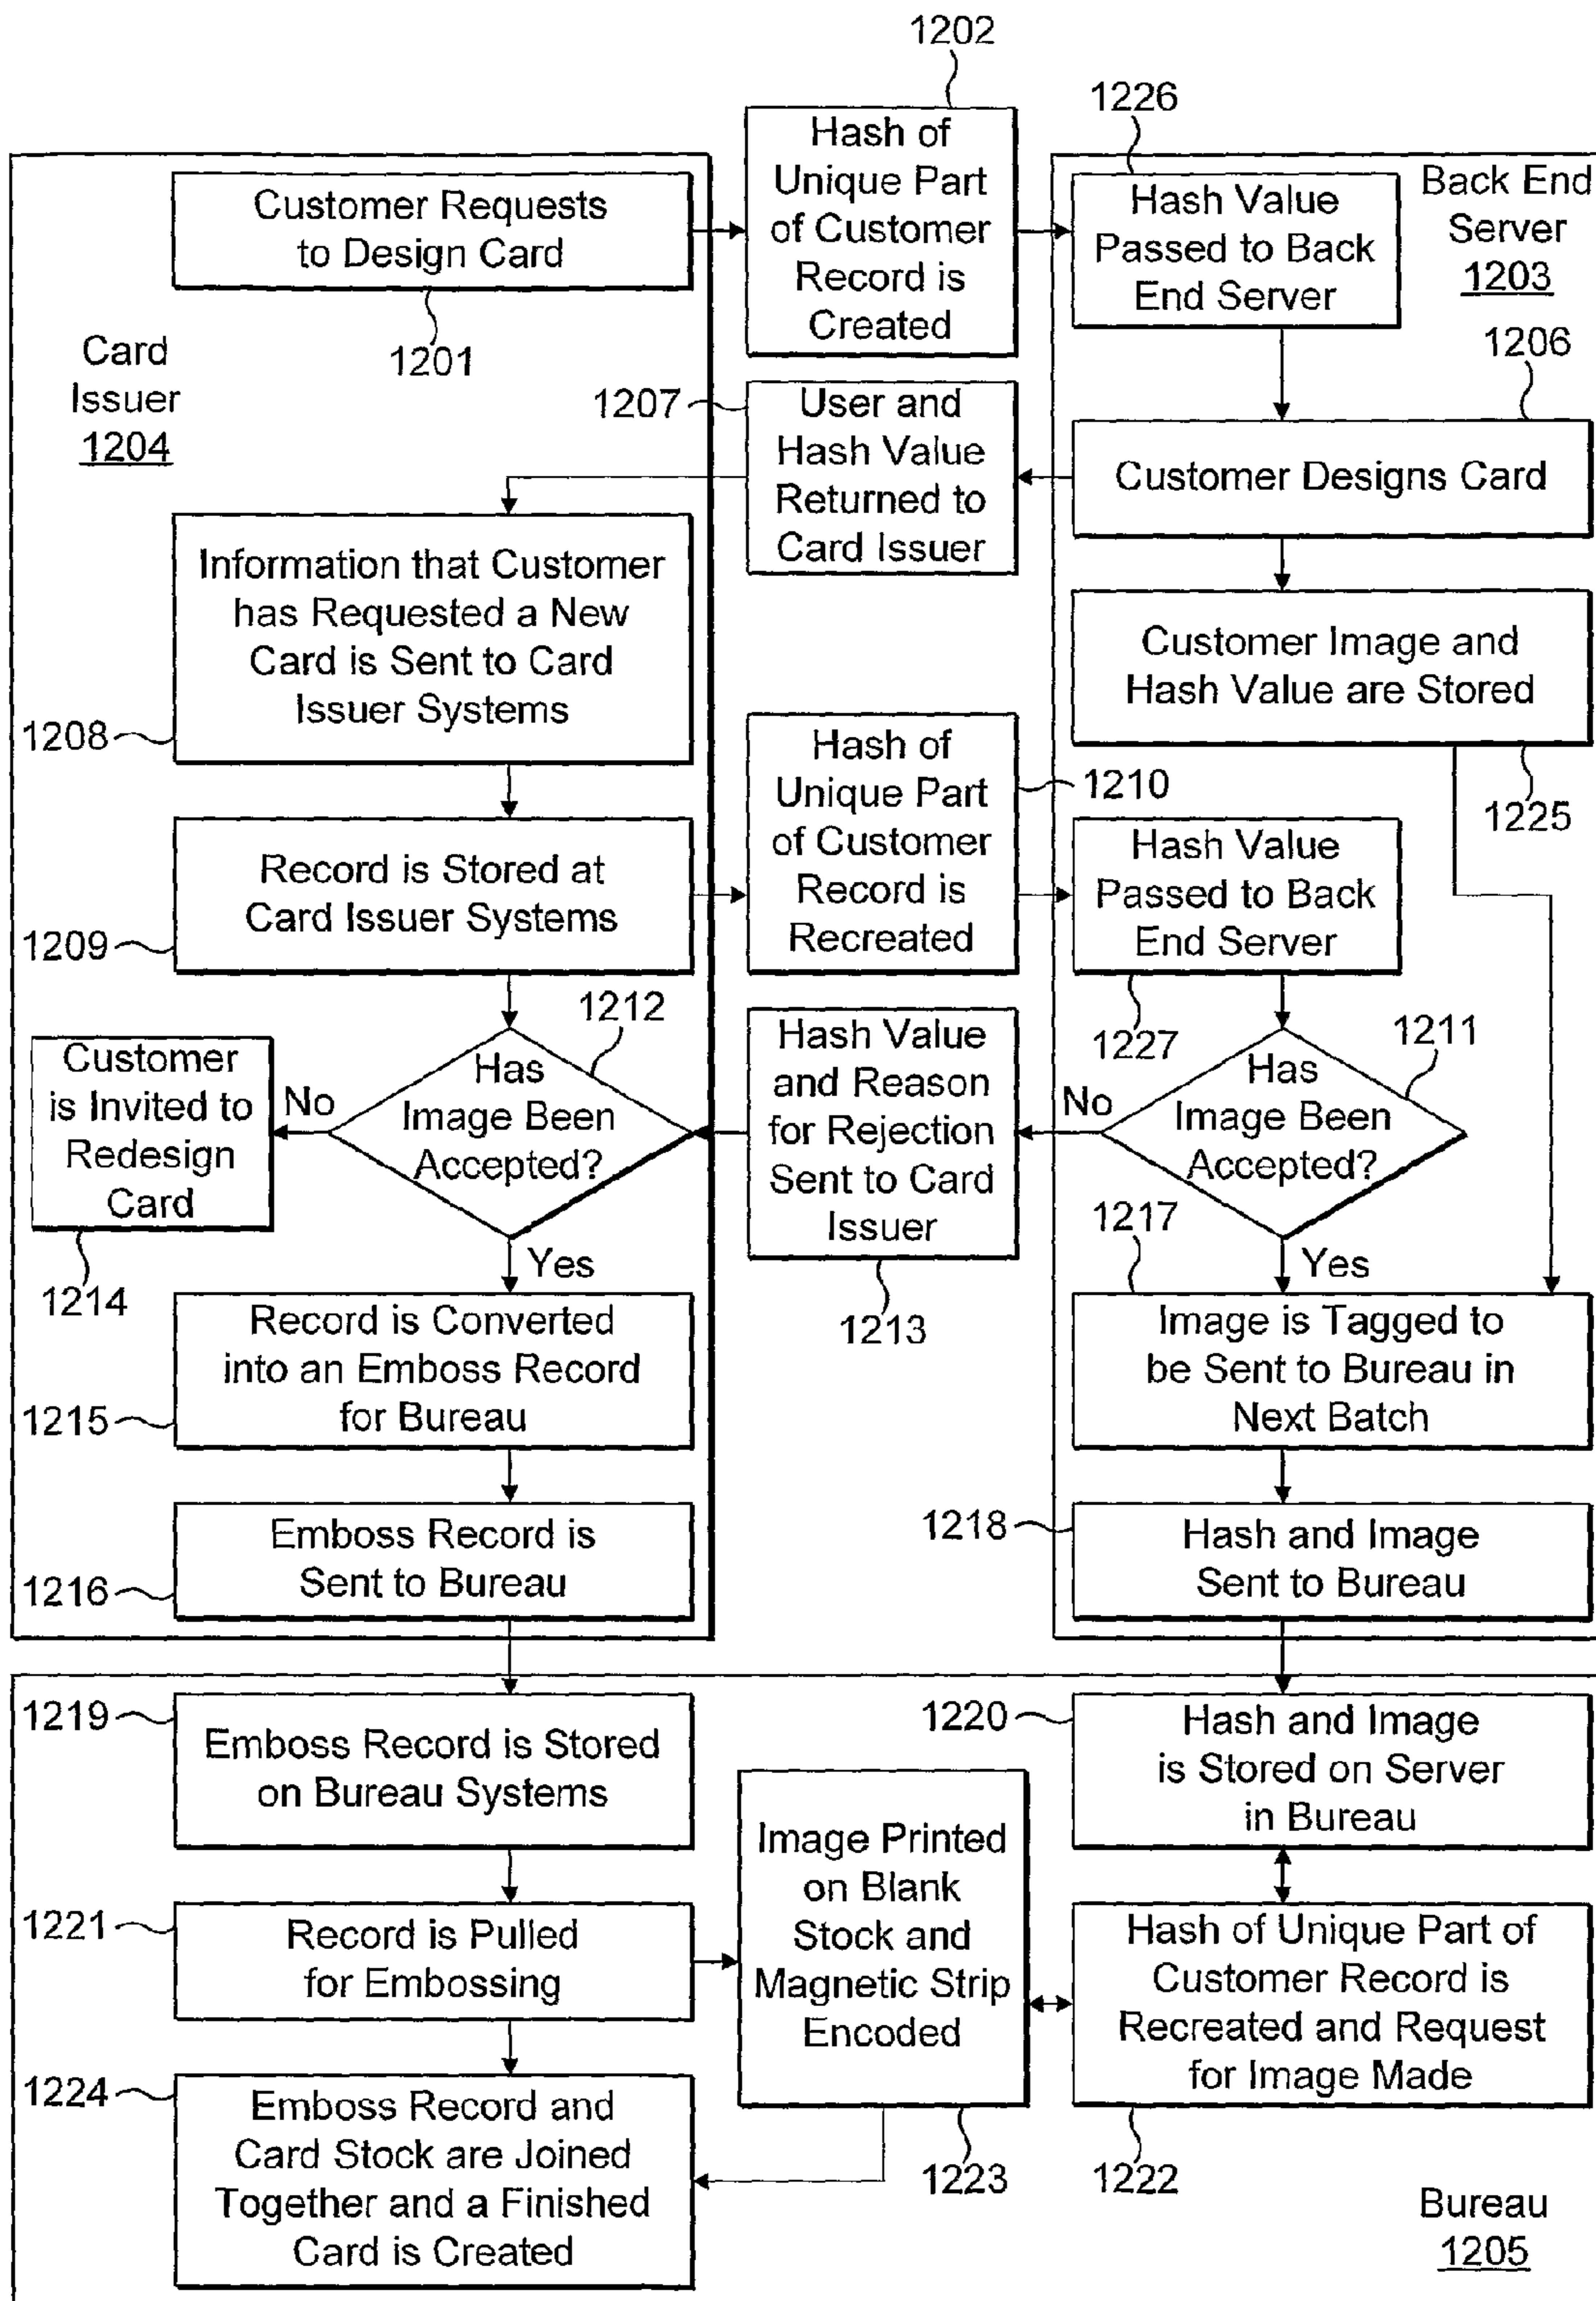 1202
1226
Hash of
Unique Part
of Customer
Record is
Created
Customer Requests
to Design Card
1201
Hash Value
Passed to Back
End Server
Back End
Server
1203
Card
Issuer
1204
1206
1207
User and
Hash Value
Returned to
Card Issuer
Customer Designs Card
Information that Customer
has Requested a New
Card is Sent to Card
Issuer Systems
1208
Customer Image and
Hash Value are Stored
1225
Hash of
Unique Part
of Customer
Record is
Recreated
1210
Record is Stored at
Card Issuer Systems
1209
Hash Value
Passed to Back
End Server
1227
1212
Has
Image Been
Accepted?
No
Customer
is Invited to
Redesign
Card
1214
Yes
Hash Value
and Reason
for Rejection
Sent to Card
Issuer
1213
1211
Has
Image Been
Accepted?
No
Yes
1217
Record is Converted
into an Emboss Record
for Bureau
1215
Image is Tagged to
be Sent to Bureau in
Next Batch
Emboss Record is
Sent to Bureau
1216
1218
Hash and Image
Sent to Bureau
1219
Emboss Record is Stored
on Bureau Systems
1220
Hash and Image
is Stored on Server
in Bureau
Image Printed
on Blank
Stock and
Magnetic Strip
Encoded
1223
1221
Record is Pulled
for Embossing
Hash of Unique Part of
Customer Record is
Recreated and Request
for Image Made
1222
1224
Emboss Record and
Card Stock are Joined
Together and a Finished
Card is Created
Bureau
1205